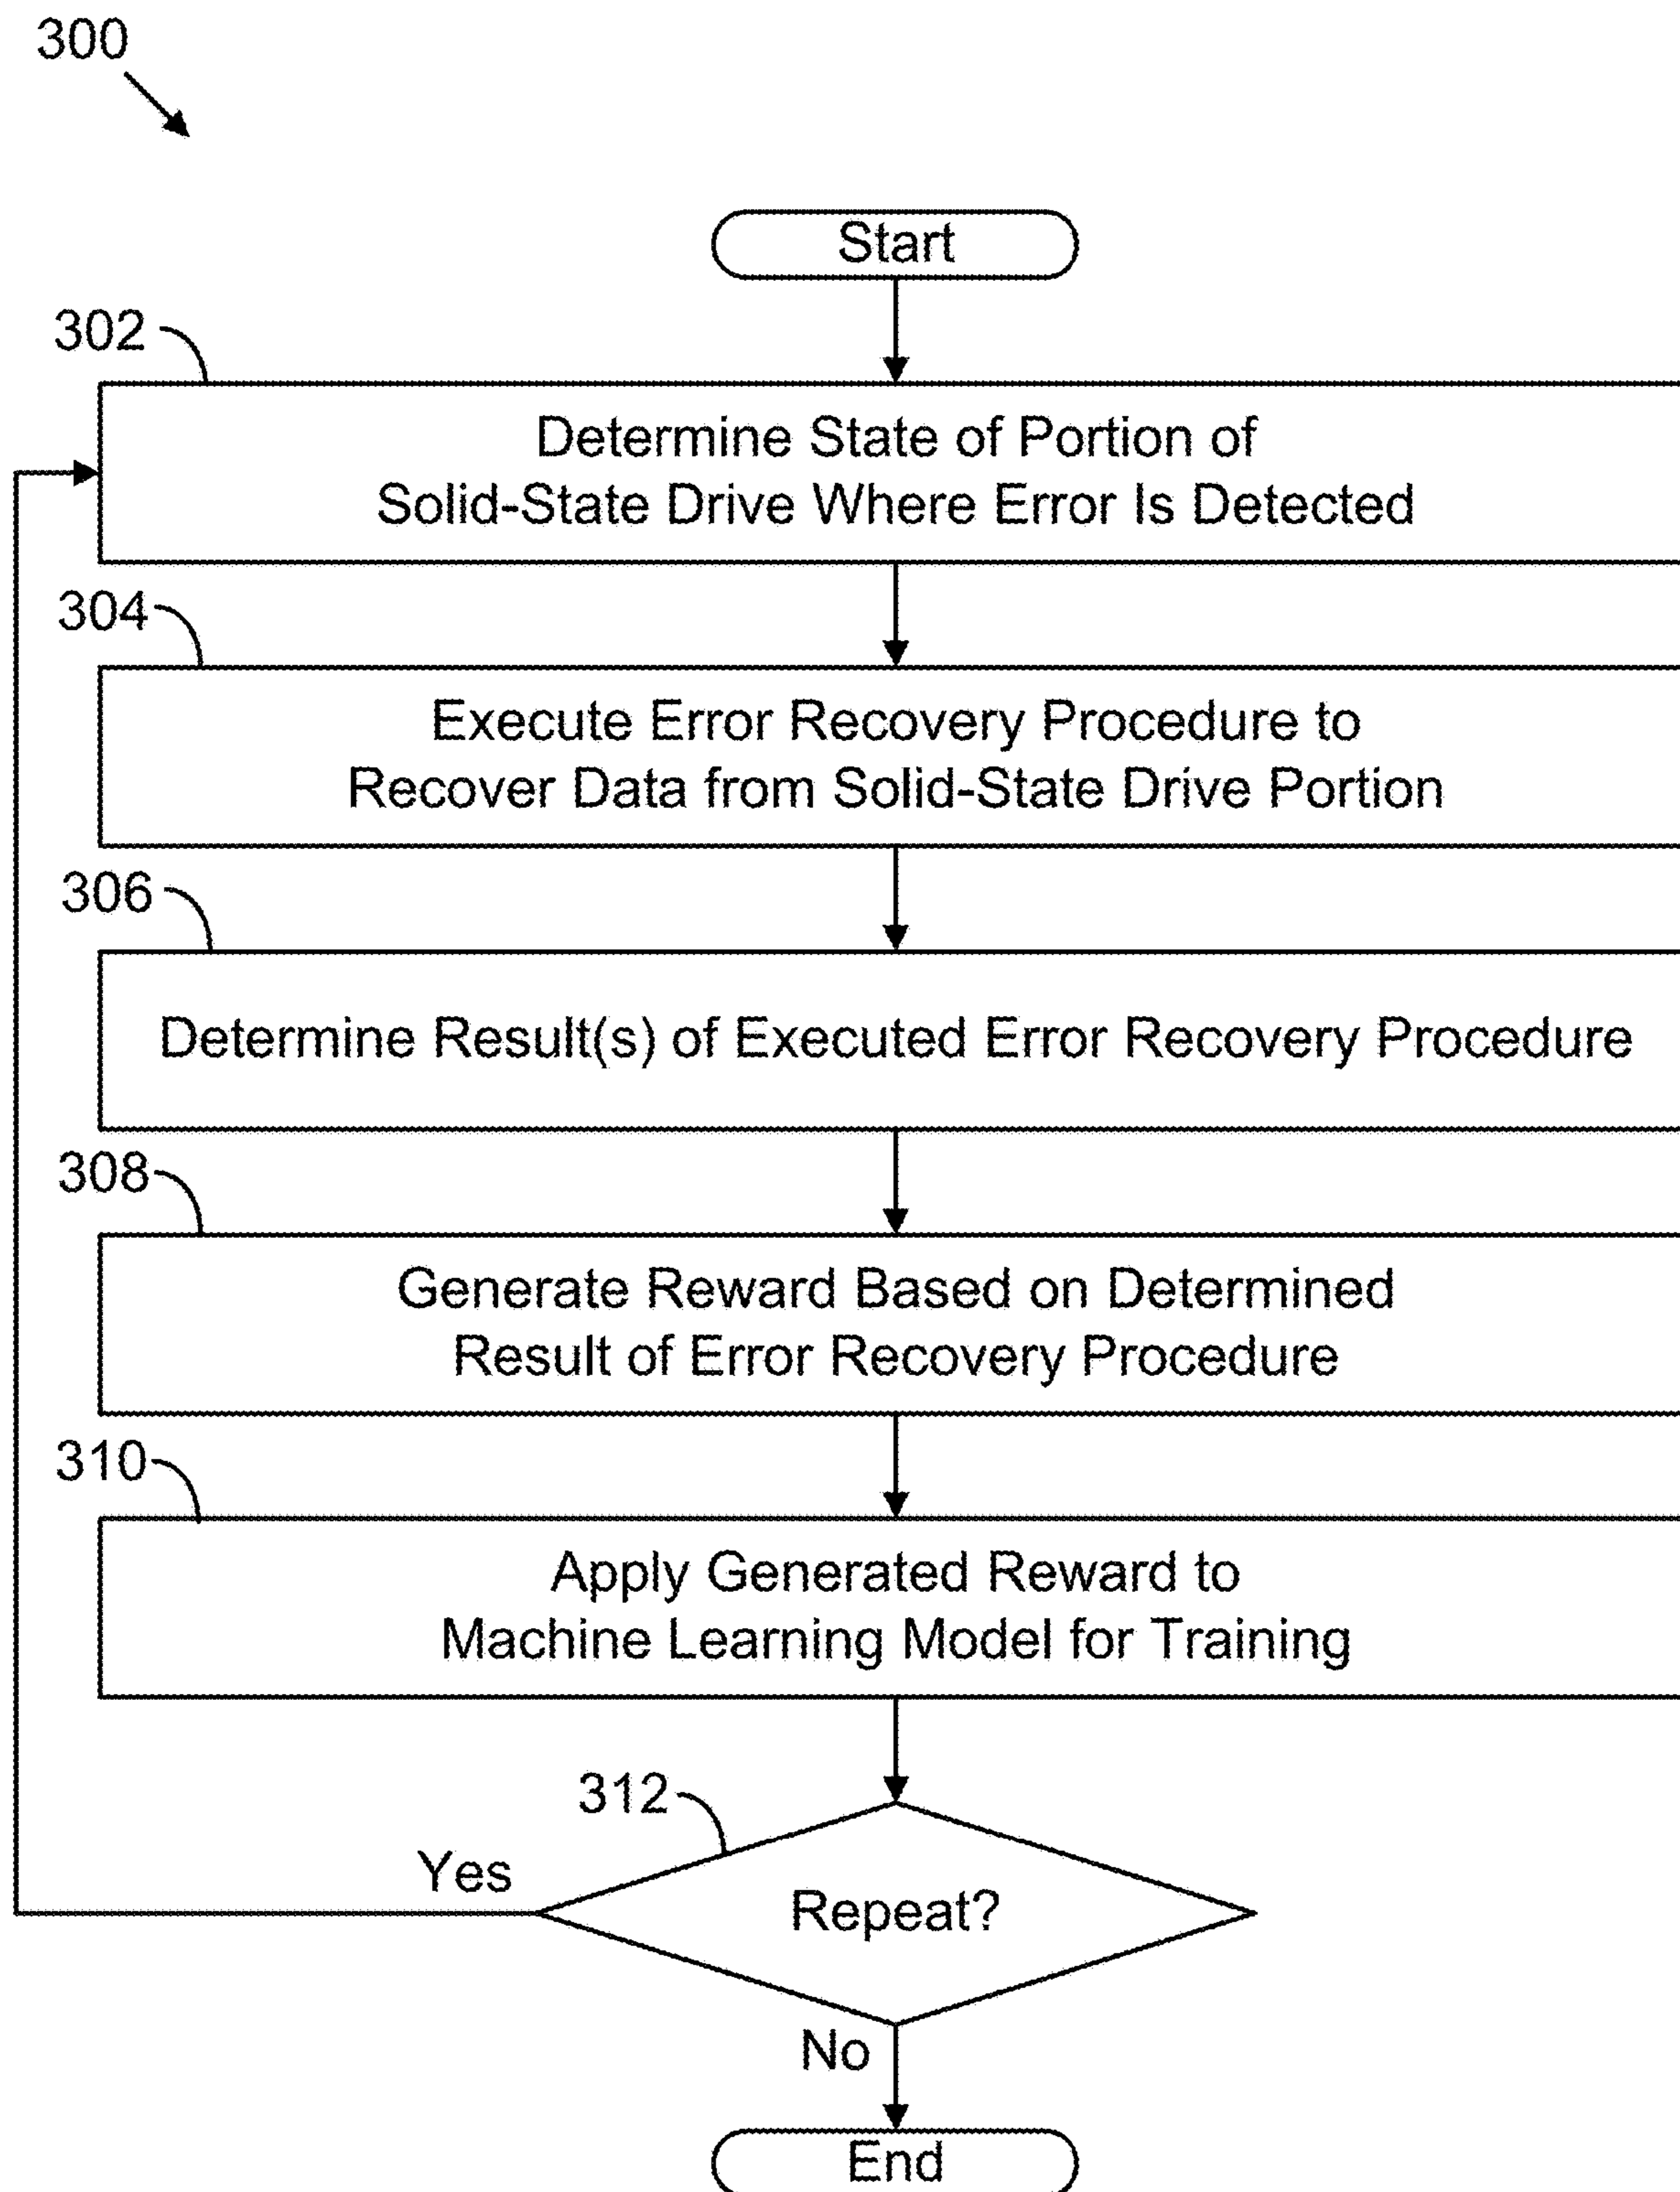 300
Start
302
Determine State of Portion of
Solid-State Drive Where Error Is Detected
304
Execute Error Recovery Procedure to
Recover Data from Solid-State Drive Portion
306
Determine Result(s) of Executed Error Recovery Procedure
308
Generate Reward Based on Determined
Result of Error Recovery Procedure
310
Apply Generated Reward to
Machine Learning Model for Training
312
Yes
Repeat?
No
End